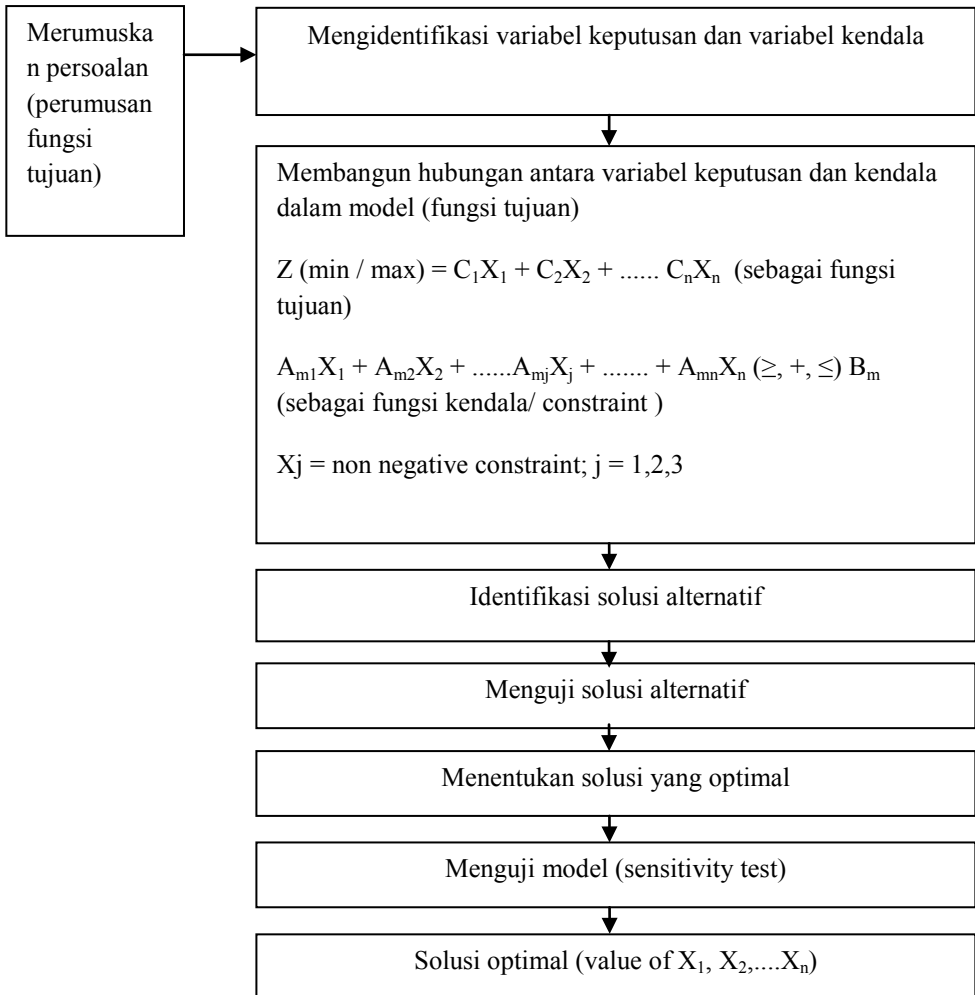 Merumuska
n persoalan
(perumusan
fungsi
tujuan)
Mengidentifikasi variabel keputusan dan variabel kendala
Membangun hubungan antara variabel keputusan dan kendala
dalam model (fungsi tujuan)
Z (min / max) = C₁X₁ + C₂X₂ + ...... CₙXₙ (sebagai fungsi
tujuan)
Aₘ₁X₁ + Aₘ₂X₂ + ......AₘⱼXⱼ + ....... + AₘₙXₙ (≥, +, ≤) Bₘ
(sebagai fungsi kendala/ constraint )
Xj = non negative constraint; j = 1,2,3
Identifikasi solusi alternatif
Menguji solusi alternatif
Menentukan solusi yang optimal
Menguji model (sensitivity test)
Solusi optimal (value of X₁, X₂,....Xₙ)